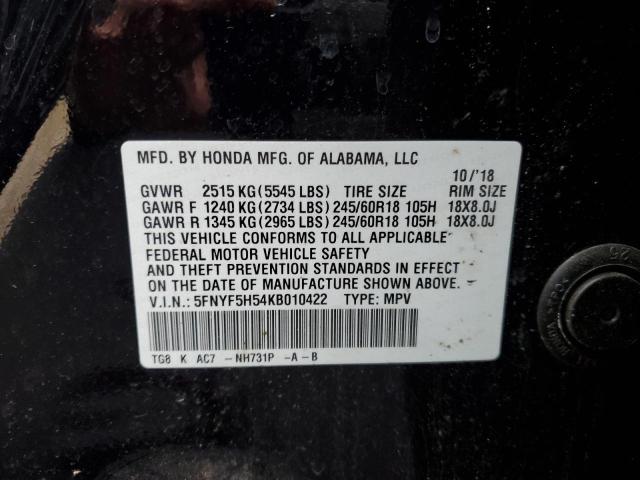 MFD. BY HONDA MFG. OF ALABAMA, LLC
10/'18
GVWR 2515 KG (5545 LBS) TIRE SIZE RIM SIZE
GAWR F 1240 KG (2734 LBS) 245/60R18 105H 18X8.0J
GAWR R 1345 KG (2965 LBS) 245/60R18 105H 18X8.0J
THIS VEHICLE CONFORMS TO ALL APPLICABLE
FEDERAL MOTOR VEHICLE SAFETY
AND THEFT PREVENTION STANDARDS IN EFFECT
ON THE DATE OF MANUFACTURE SHOWN ABOVE.
V.I.N.: 5FNYF5H54KB010422 TYPE: MPV
TG8 K AC7 -NH731P -A-B